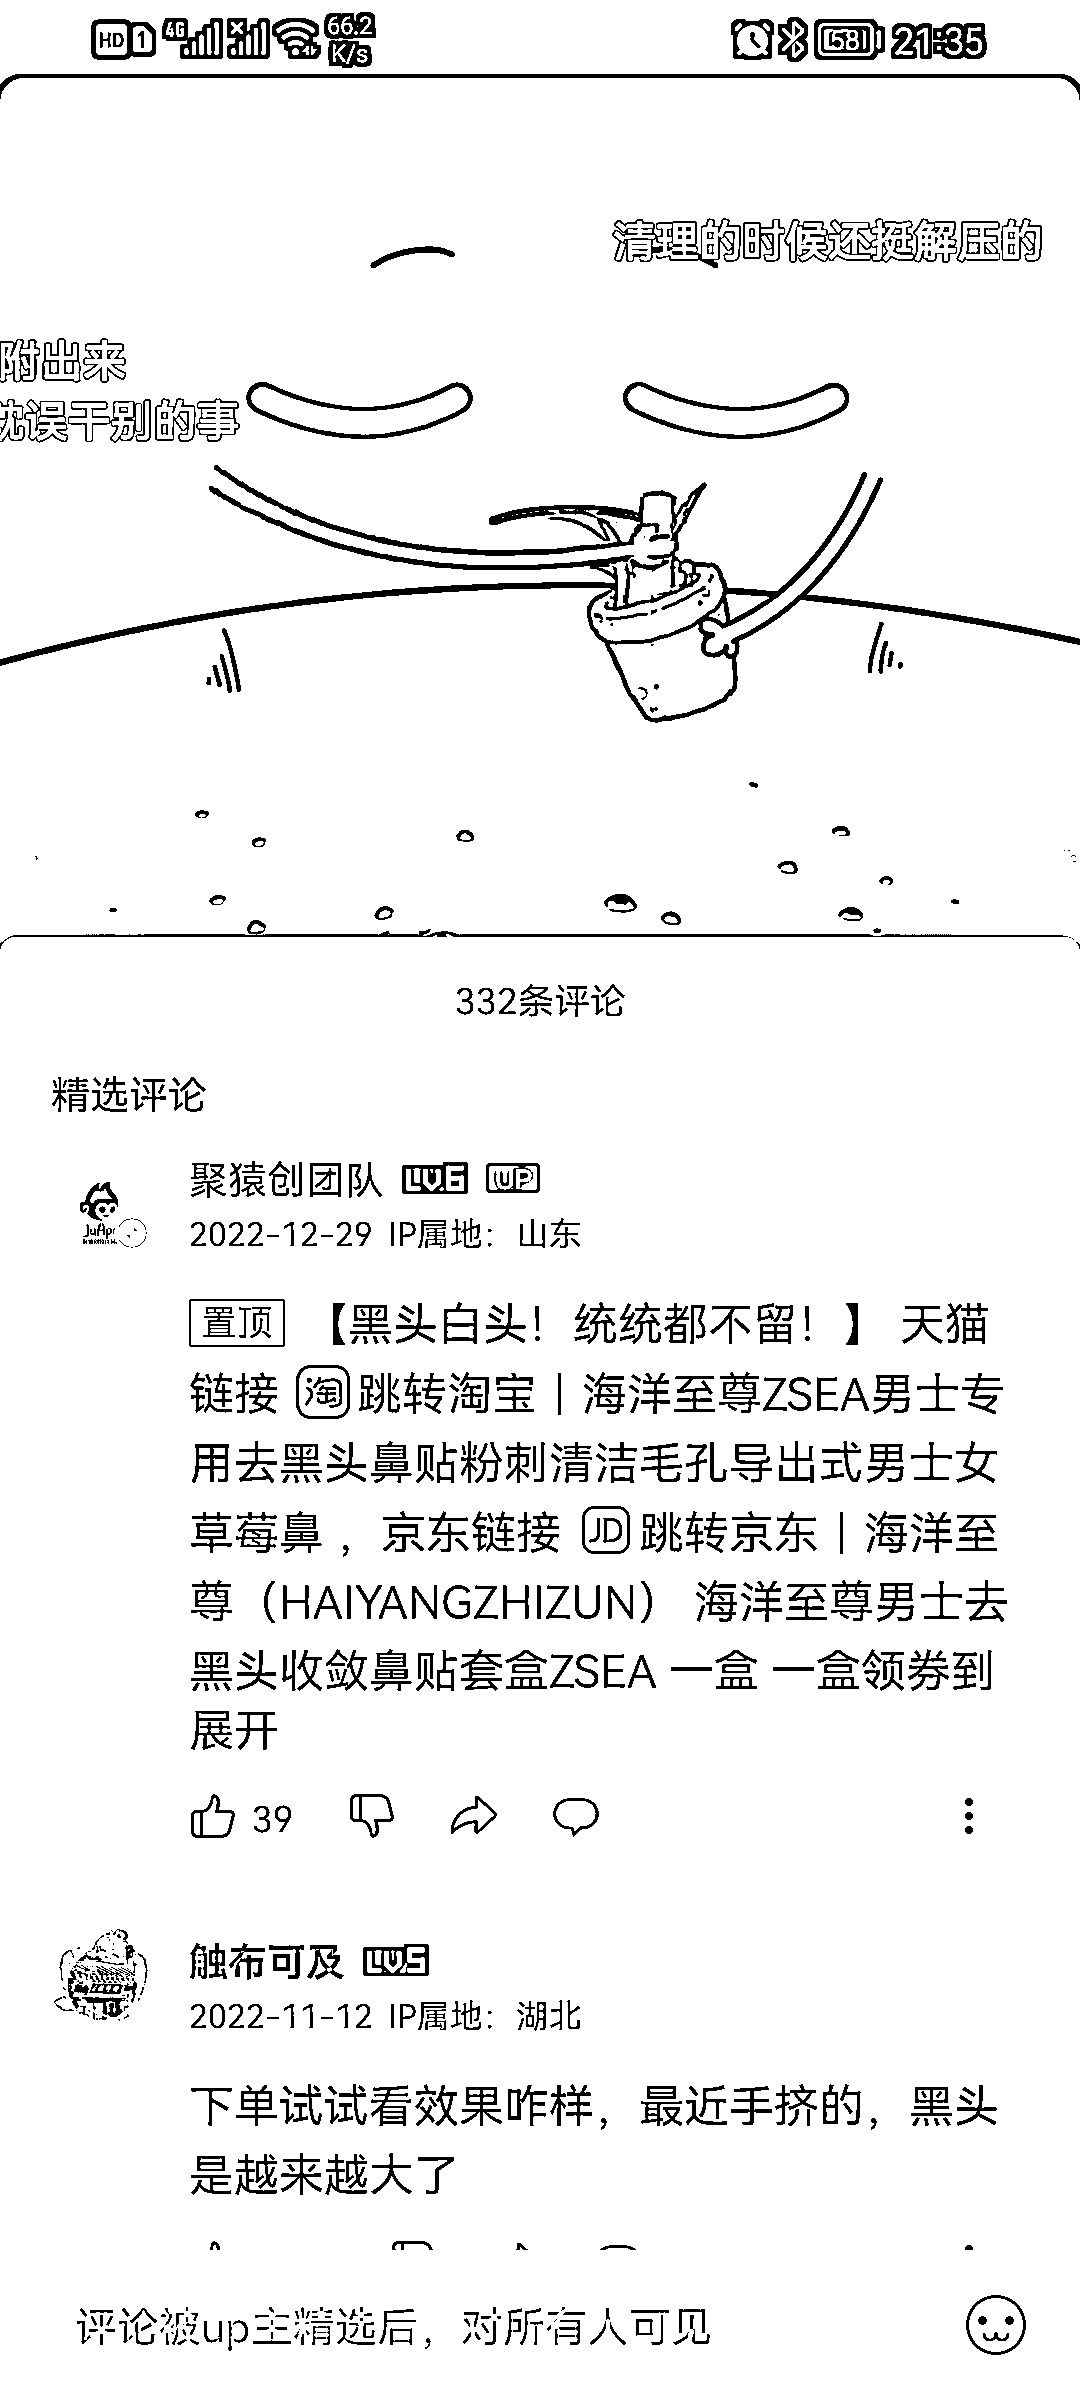 HD 1 4G 66.2 K/s 58 21:35
清理的时候还挺解压的
附出来
忱误干别的事
332条评论
精选评论
聚猿创团队 LV6 UP
2022-12-29 IP属地：山东
置顶 【黑头白头！统统都不留！】 天猫
链接 淘 跳转淘宝｜海洋至尊ZSEA男士专
用去黑头鼻贴粉刺清洁毛孔导出式男士女
草莓鼻 ，京东链接 JD 跳转京东｜海洋至
尊（HAIYANGZHIZUN） 海洋至尊男士去
黑头收敛鼻贴套盒ZSEA 一盒 一盒领券到
展开
39
触布可及 LV5
2022-11-12 IP属地：湖北
下单试试看效果咋样，最近手挤的，黑头
是越来越大了
评论被up主精选后，对所有人可见